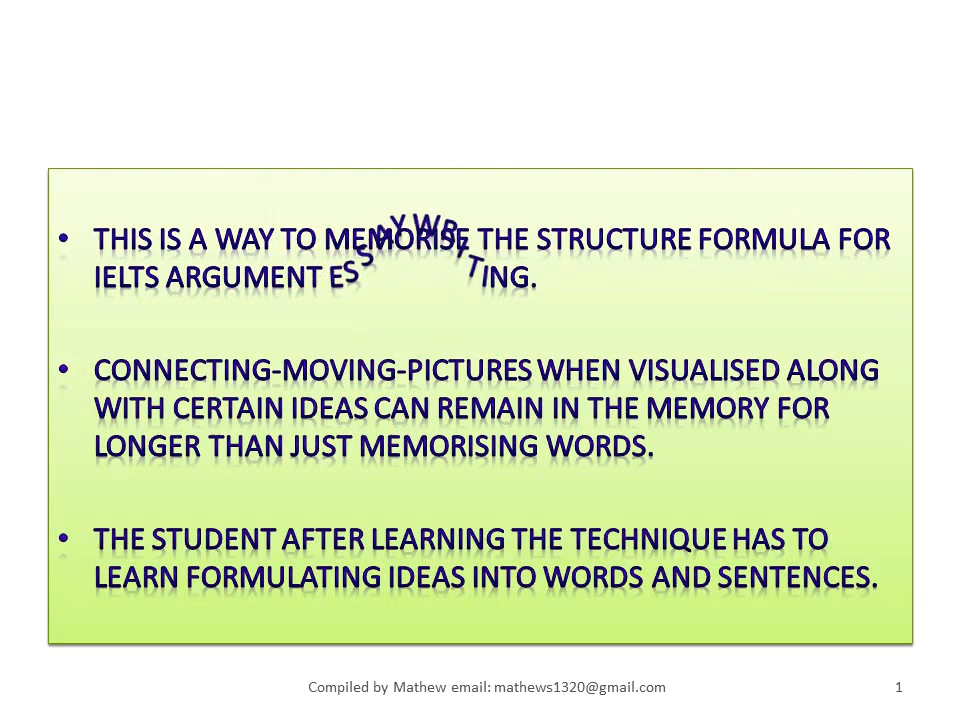 • THIS IS A WAY TO MEMORISE THE STRUCTURE FORMULA FOR
IELTS ARGUMENT ESSAY WRITING.
• CONNECTING-MOVING-PICTURES WHEN VISUALISED ALONG
WITH CERTAIN IDEAS CAN REMAIN IN THE MEMORY FOR
LONGER THAN JUST MEMORISING WORDS.
• THE STUDENT AFTER LEARNING THE TECHNIQUE HAS TO
LEARN FORMULATING IDEAS INTO WORDS AND SENTENCES.
Compiled by Mathew email: mathews1320@gmail.com 1